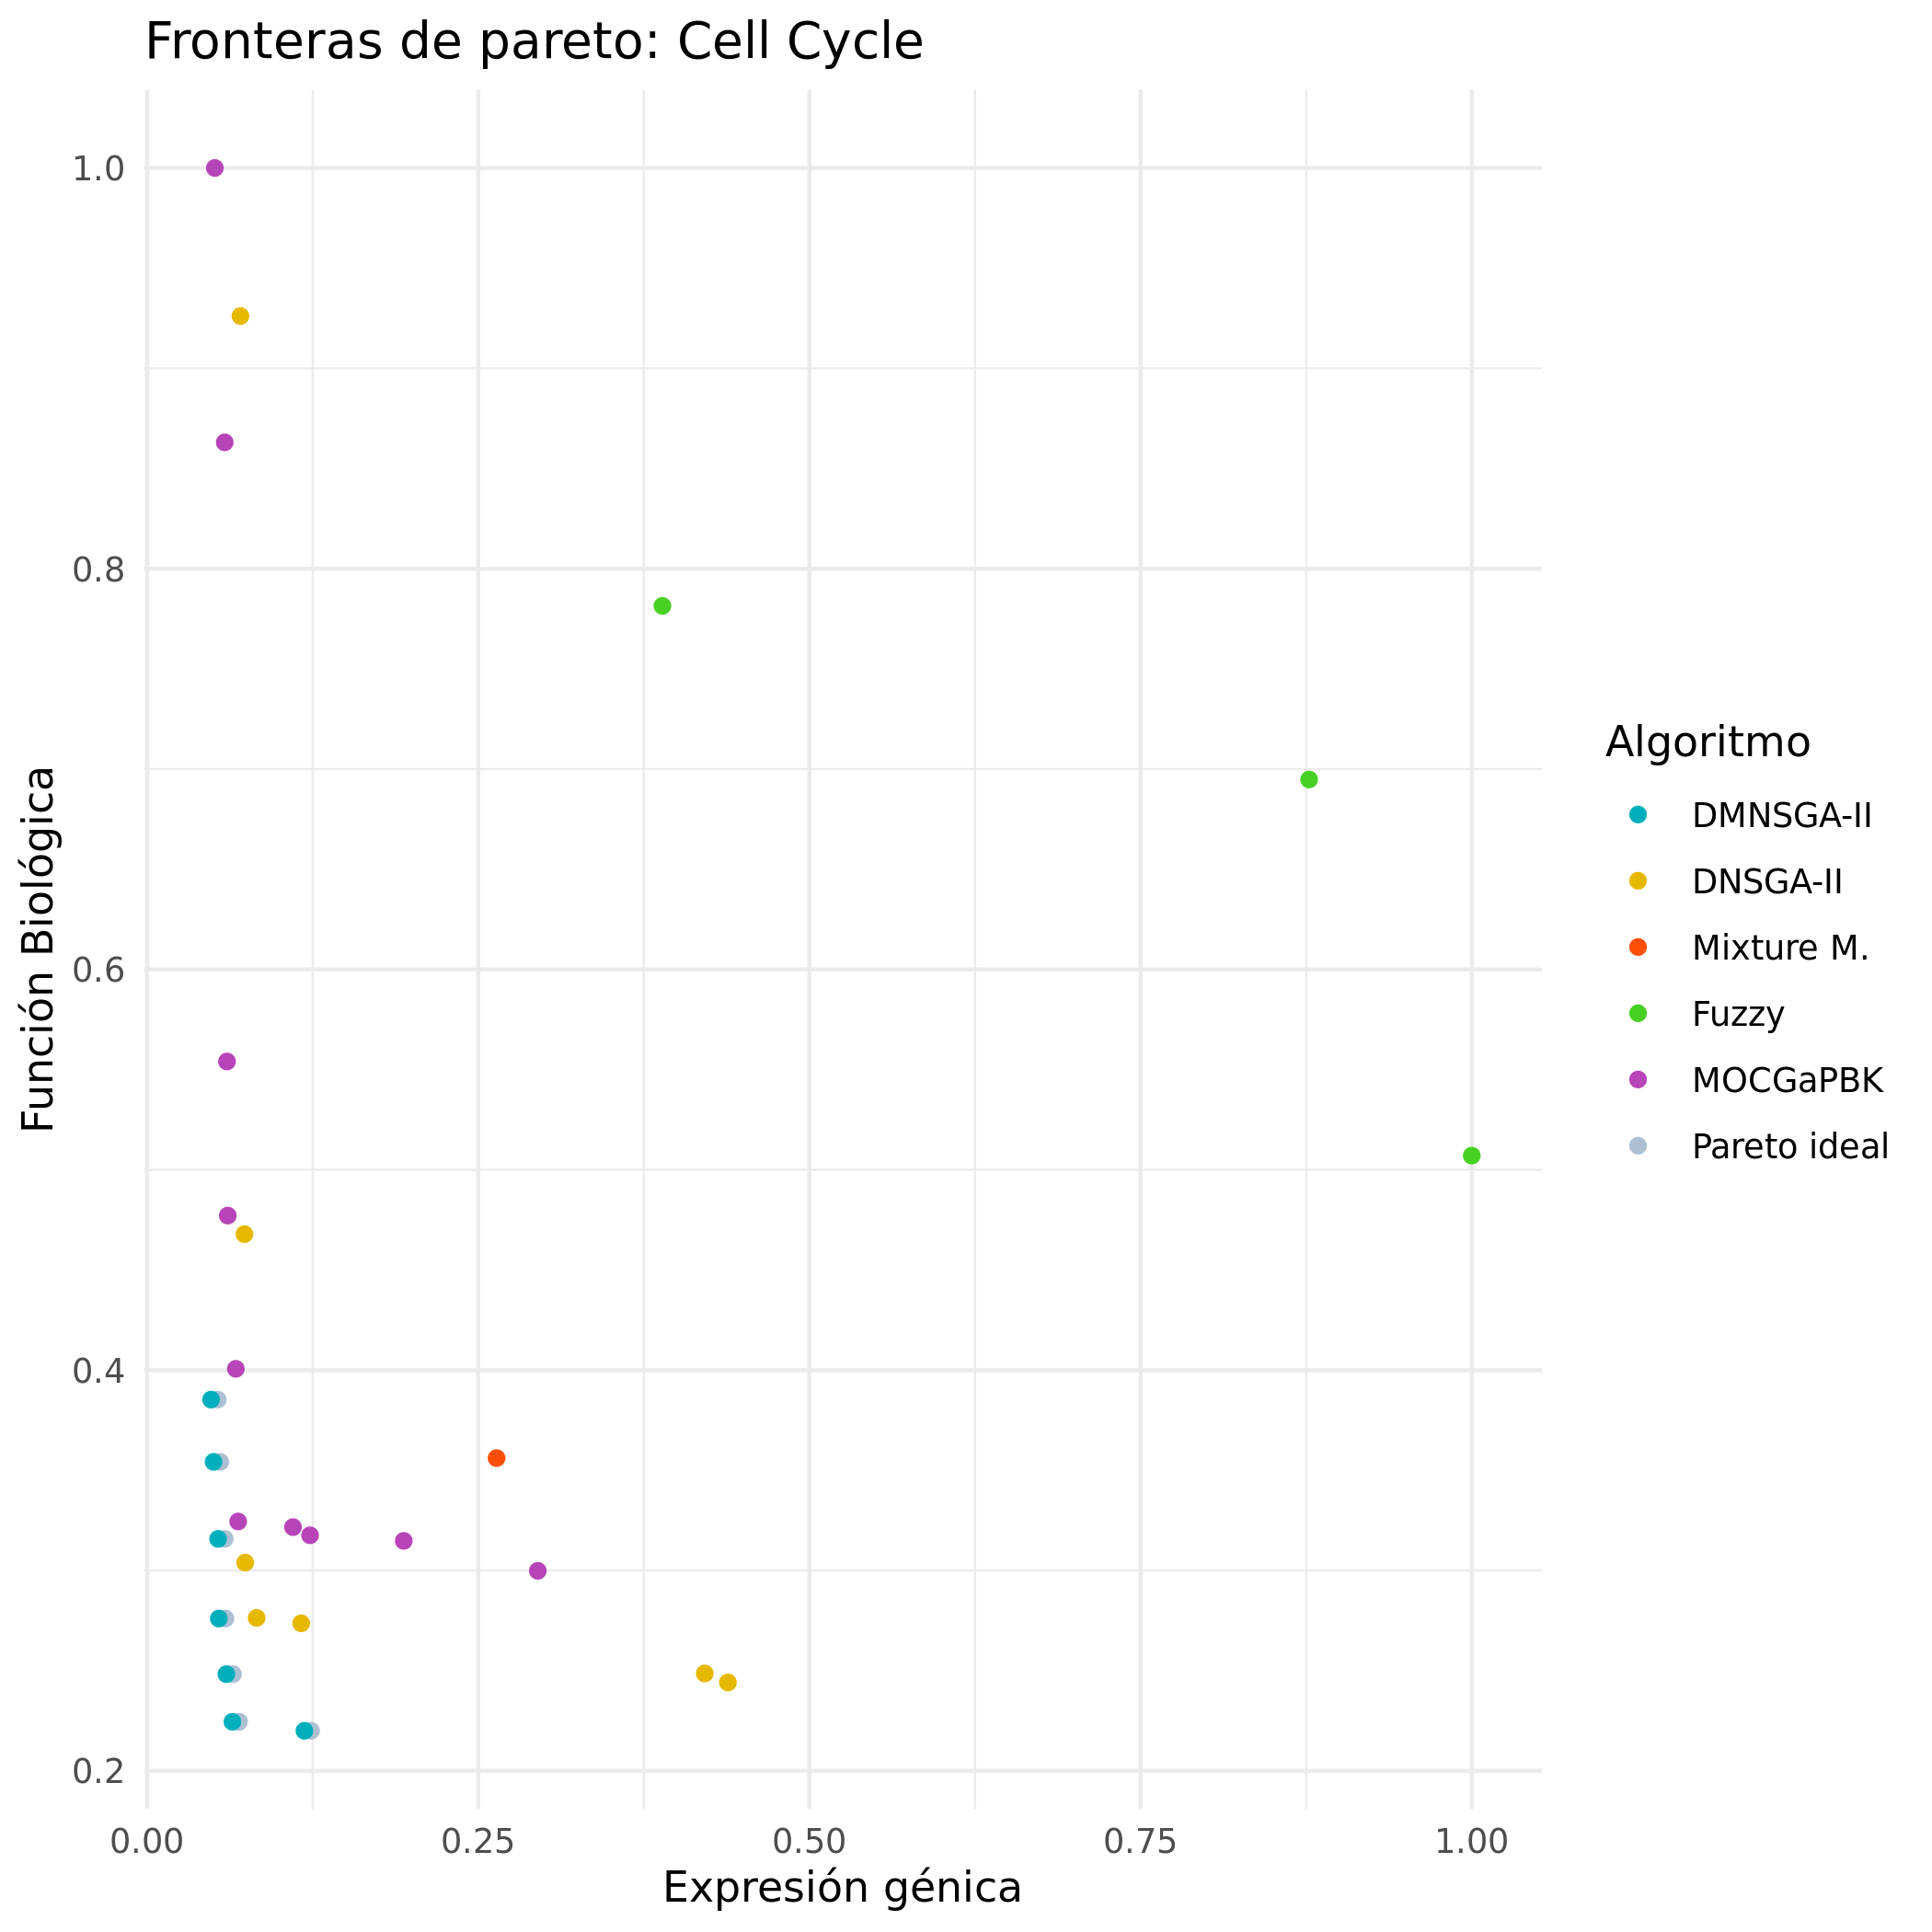 Fronteras de pareto: Cell Cycle
1.0
0.8
0.6
0.4
0.2
Función Biológica
0.00 0.25 0.50 0.75 1.00
Expresión génica
Algoritmo
DMNSGA-II
DNSGA-II
Mixture M.
Fuzzy
MOCGaPBK
Pareto ideal